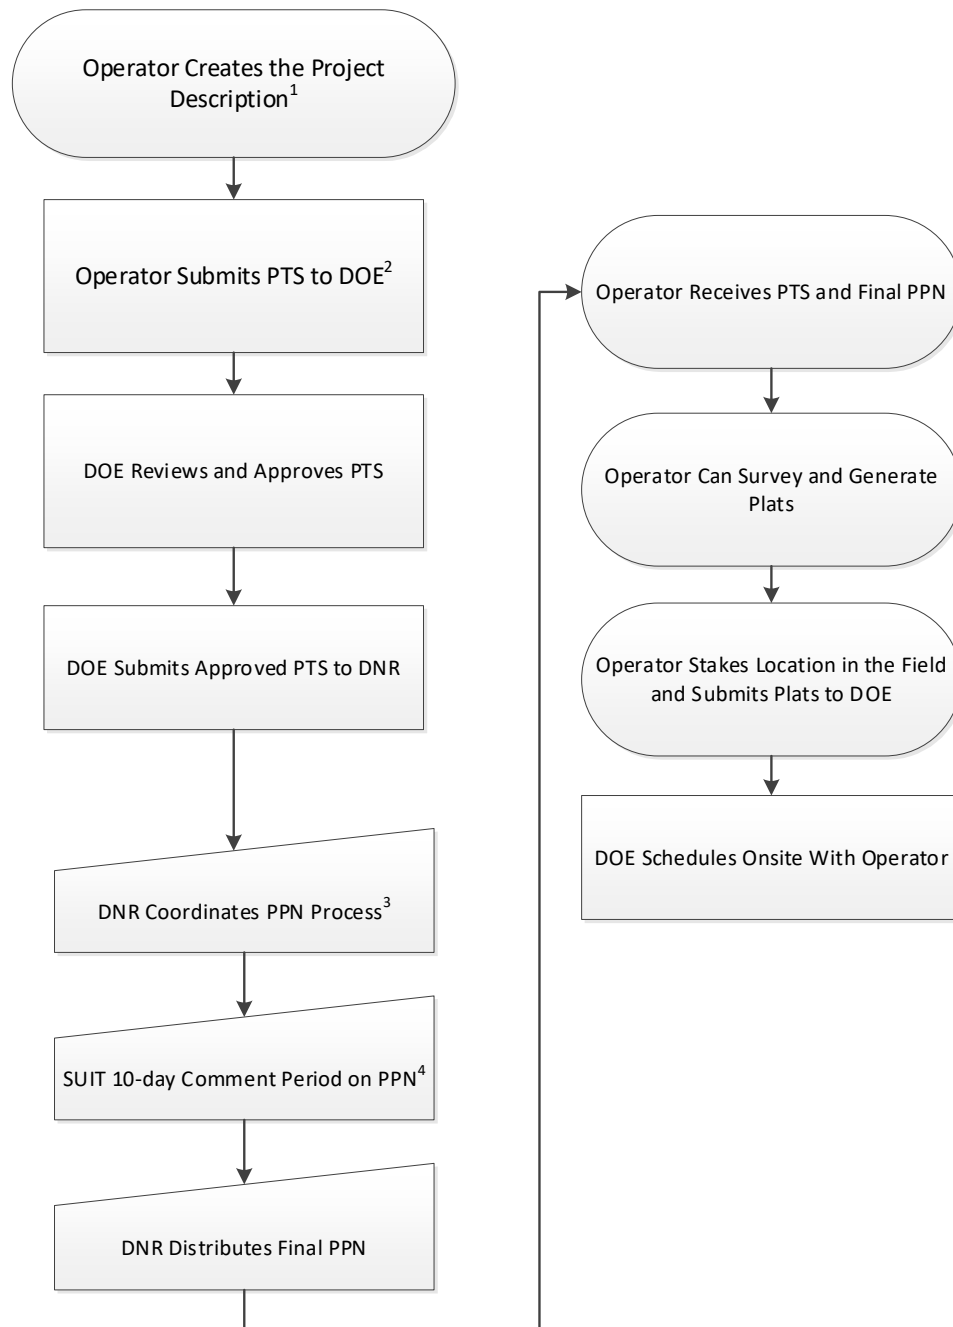 Operator Creates the Project
Description1
Operator Submits PTS to DOE2
DOE Reviews and Approves PTS
DOE Submits Approved PTS to DNR
DNR Coordinates PPN Process3
SUIT 10-day Comment Period on PPN4
DNR Distributes Final PPN
Operator Receives PTS and Final PPN
Operator Can Survey and Generate
Plats
Operator Stakes Location in the Field
and Submits Plats to DOE
DOE Schedules Onsite With Operator